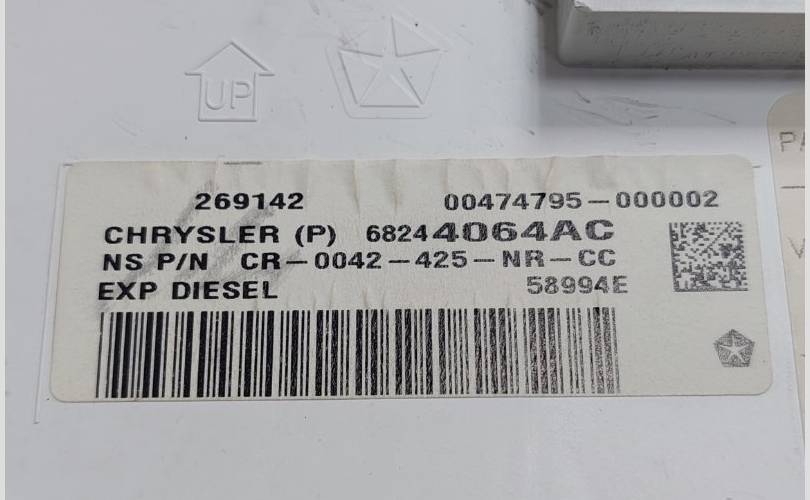 UP
269142 00474795-000002
CHRYSLER (P) 68244064AC
NS P/N CR-0042-425-NR-CC
EXP DIESEL 58994E